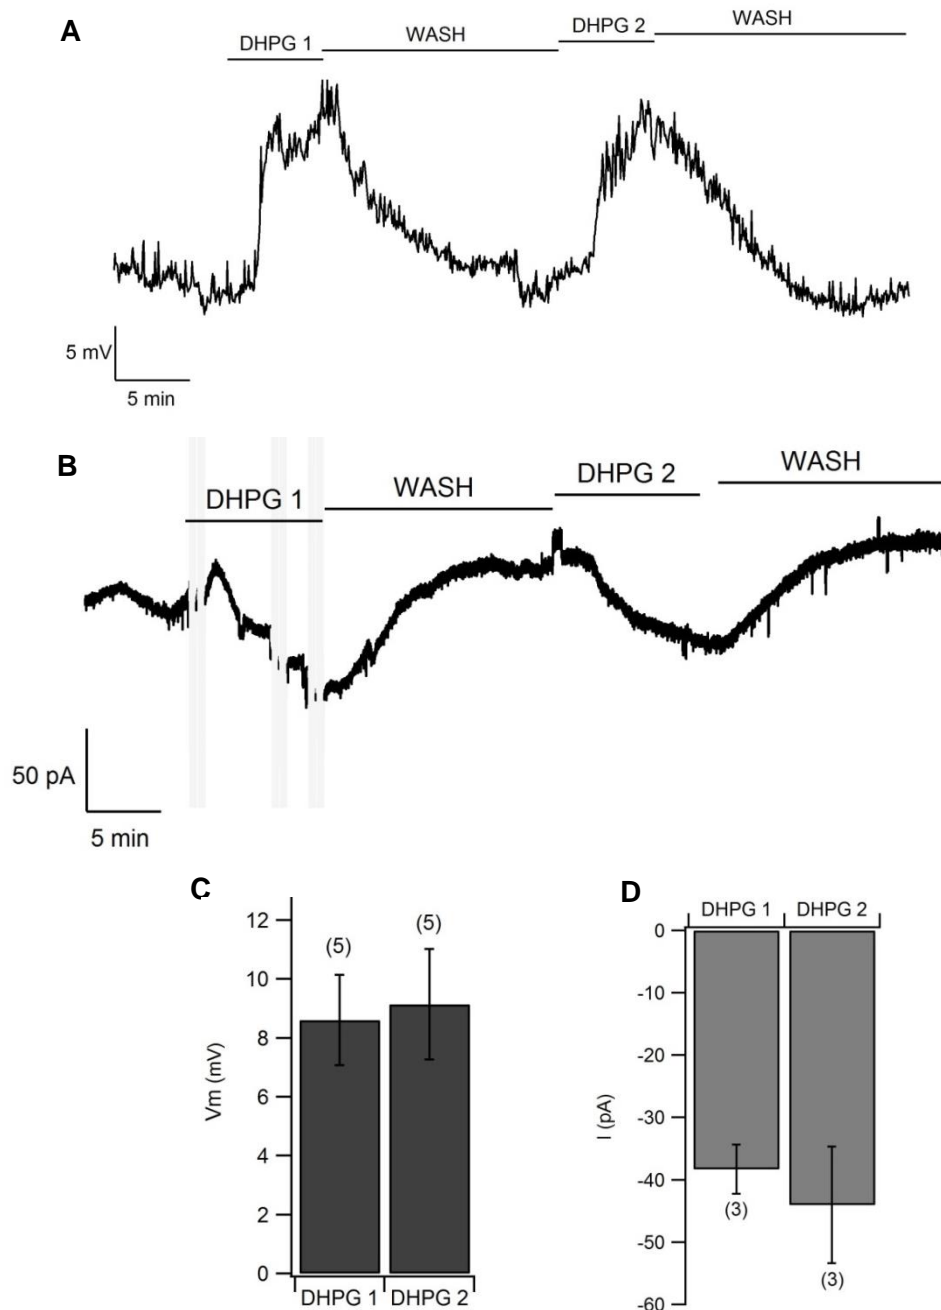 A
DHPG 1 WASH DHPG 2 WASH
5 mV
5 min
B
DHPG 1 WASH DHPG 2 WASH
50 pA
5 min
C
Vm (mV)
12
10
8
6
4
2
0
(5) (5)
DHPG 1 DHPG 2
D
DHPG 1 DHPG 2
I (pA)
0
-10
-20
-30
-40
-50
-60
(3)
(3)